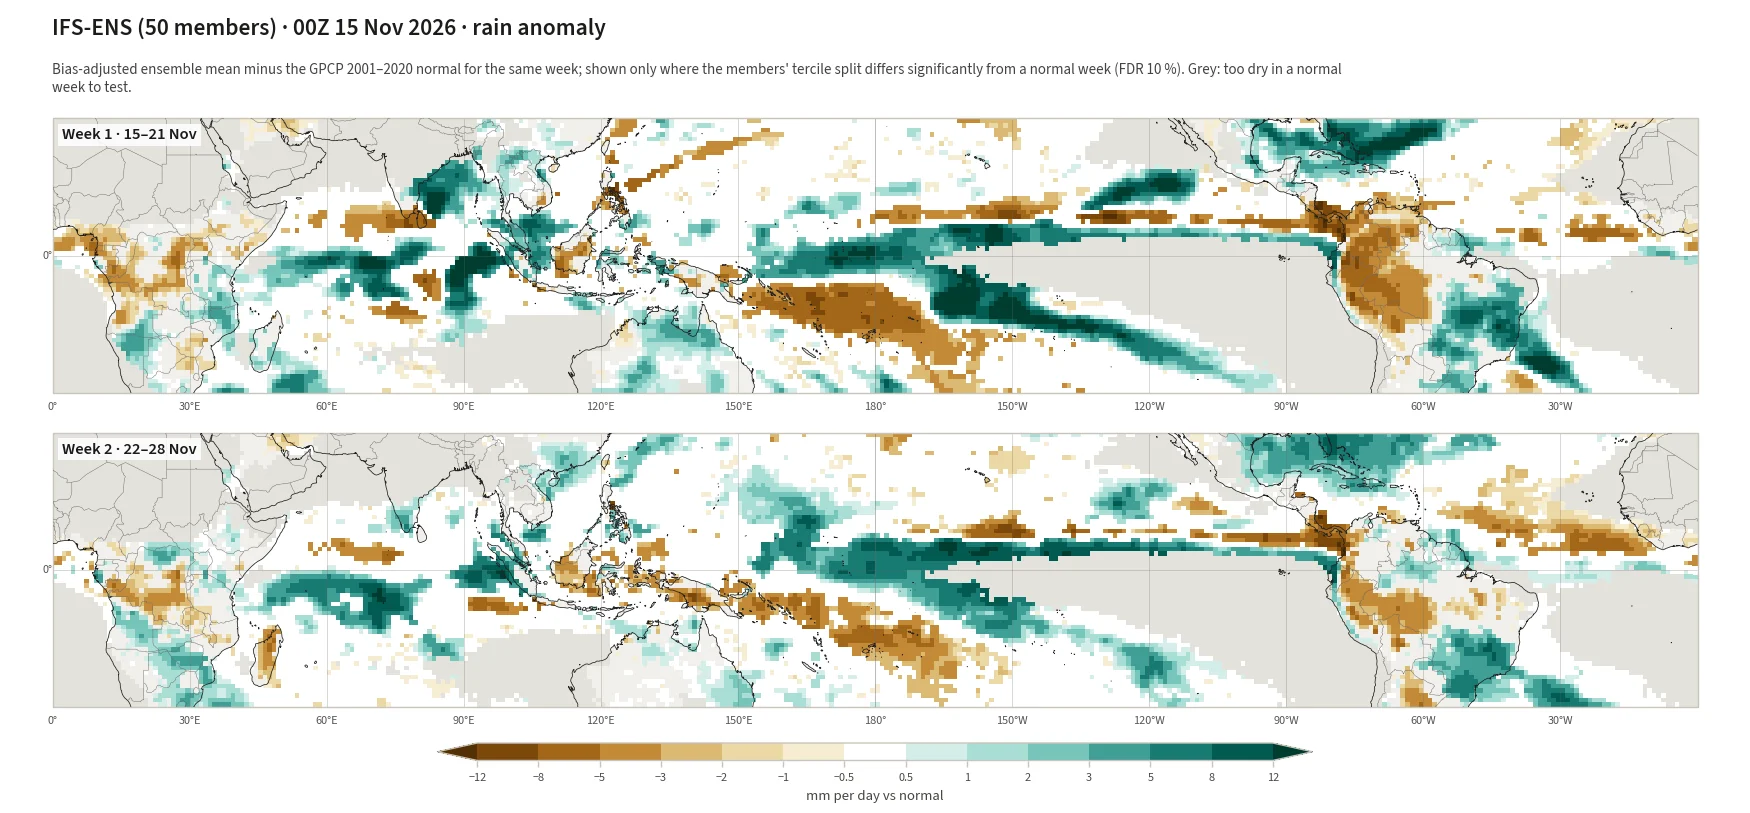 IFS-ENS (50 members) · 00Z 15 Nov 2026 · rain anomaly
Bias-adjusted ensemble mean minus the GPCP 2001–2020 normal for the same week; shown only where the members' tercile split differs significantly from a normal week (FDR 10 %). Grey: too dry in a normal
week to test.
Week 1 · 15–21 Nov
0°
0° 30°E 60°E 90°E 120°E 150°E 180° 150°W 120°W 90°W 60°W 30°W
Week 2 · 22–28 Nov
0°
0° 30°E 60°E 90°E 120°E 150°E 180° 150°W 120°W 90°W 60°W 30°W
−12 −8 −5 −3 −2 −1 −0.5 0.5 1 2 3 5 8 12
mm per day vs normal